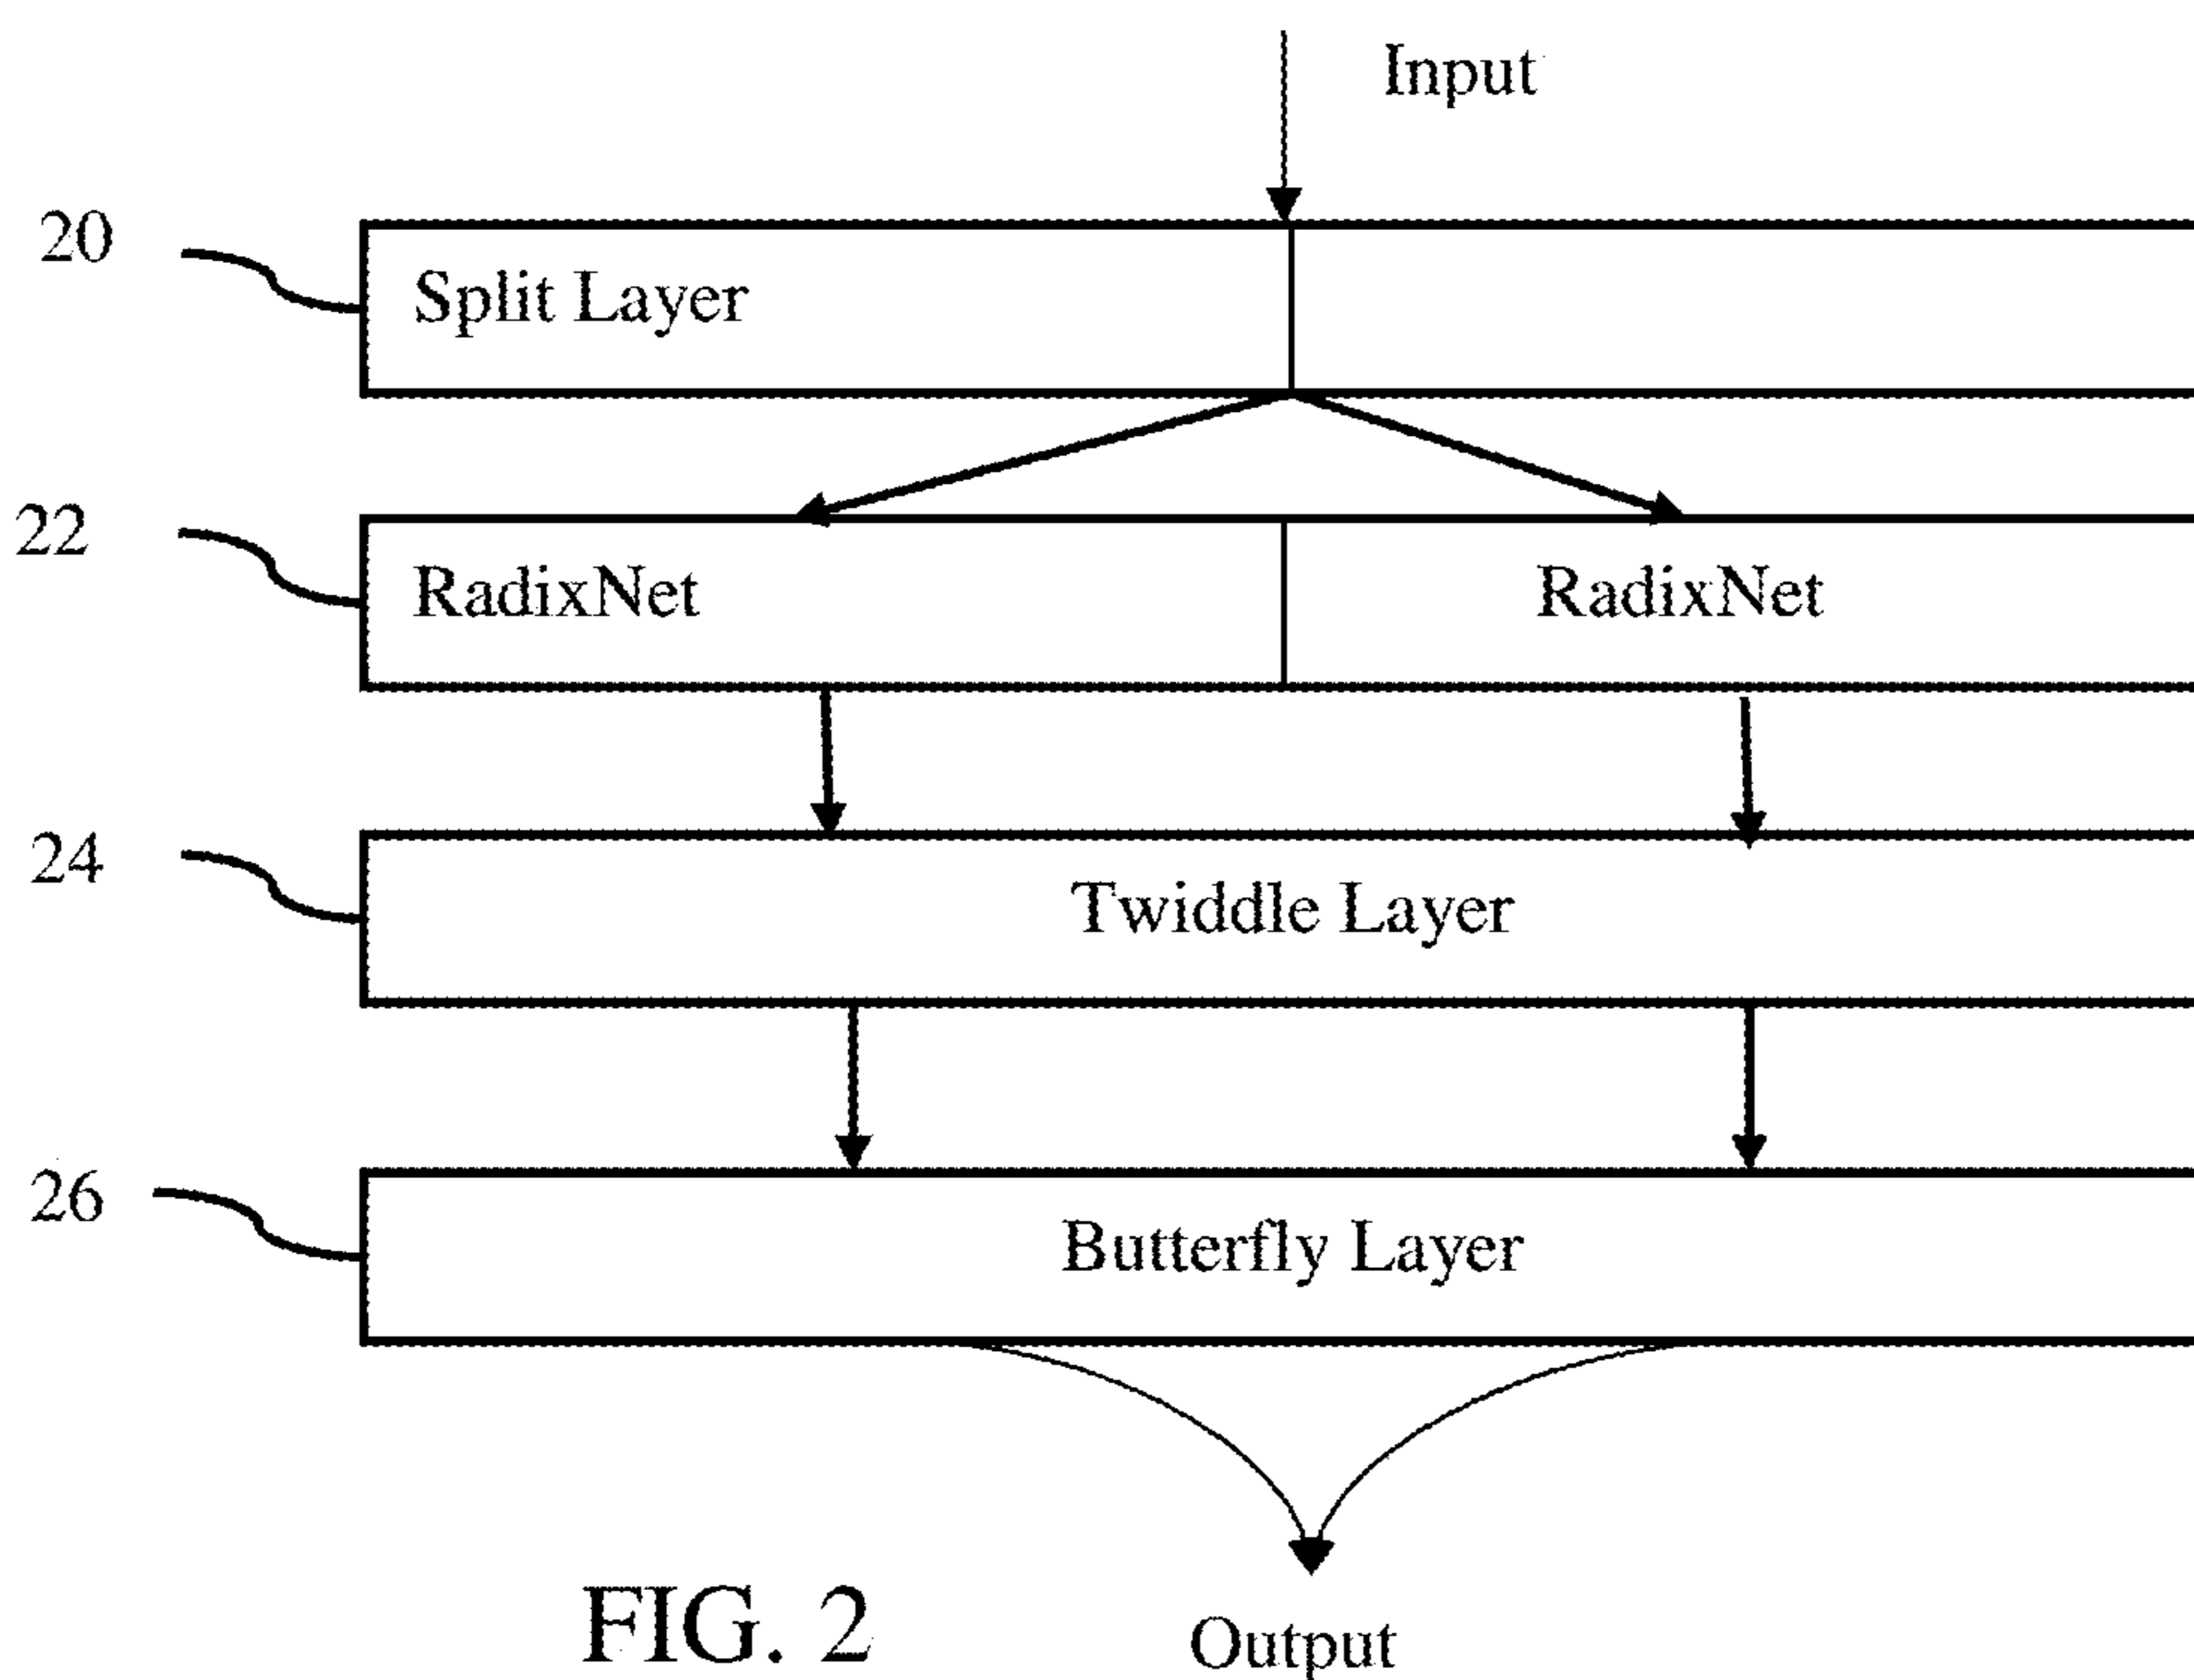 Input
20
Split Layer
22
RadixNet
RadixNet
24
Twiddle Layer
26
Butterfly Layer
FIG. 2
Output